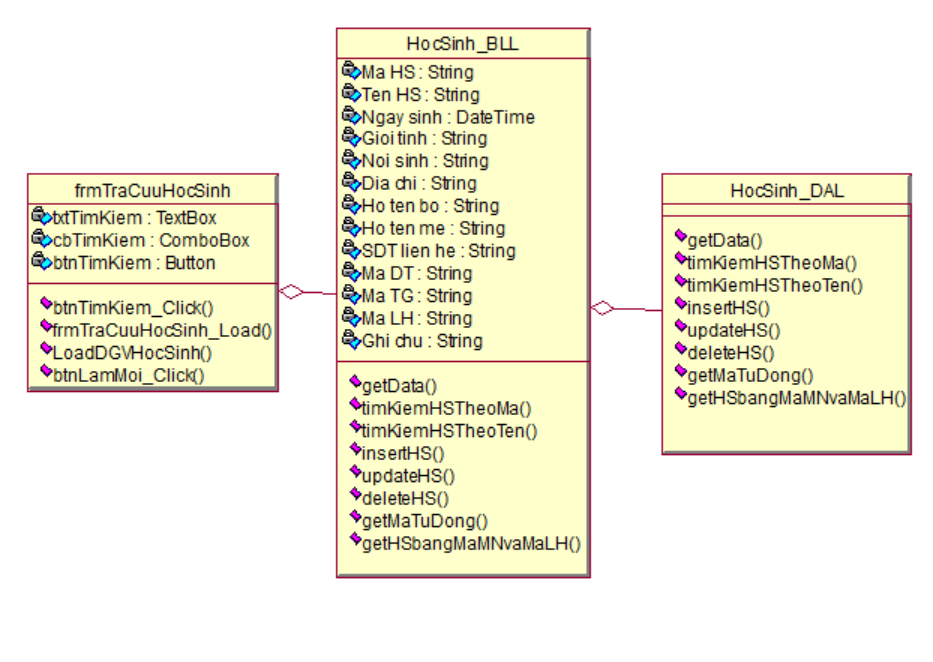 frmTraCuuHocSinh
txtTimKiem : TextBox
cbTimKiem : ComboBox
btnTimKiem : Button
btnTimKiem_Click()
frmTraCuuHocSinh_Load()
LoadDGVHocSinh()
btnLamMoi_Click()
HocSinh_BLL
Ma HS : String
Ten HS : String
Ngay sinh : DateTime
Gioi tinh : String
Noi sinh : String
Dia chi : String
Ho ten bo : String
Ho ten me : String
SDT lien he : String
Ma DT : String
Ma TG : String
Ma LH : String
Ghi chu : String
getData()
timKiemHSTheoMa()
timKiemHSTheoTen()
insertHS()
updateHS()
deleteHS()
getMaTuDong()
getHSbangMaMNvaMaLH()
HocSinh_DAL
getData()
timKiemHSTheoMa()
timKiemHSTheoTen()
insertHS()
updateHS()
deleteHS()
getMaTuDong()
getHSbangMaMNvaMaLH()